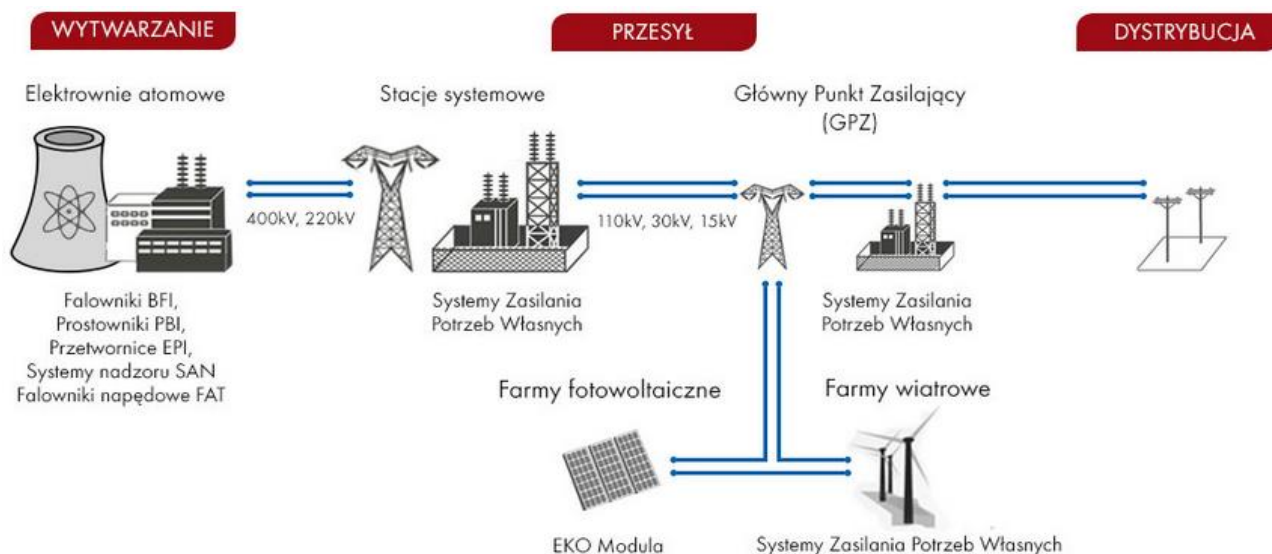 WYTWARZANIE
PRZESYŁ
DYSTRYBUCJA
Elektrownie atomowe
Stacje systemowe
Główny Punkt Zasilający
(GPZ)
400kV, 220kV
110kV, 30kV, 15kV
Falowniki BFI,
Prostowniki PBI,
Przetwornice EPI,
Systemy nadzoru SAN
Falowniki napędowe FAT
Systemy Zasilania
Potrzeb Własnych
Systemy Zasilania
Potrzeb Własnych
Farmy fotowoltaiczne
Farmy wiatrowe
EKO Modula
Systemy Zasilania Potrzeb Własnych